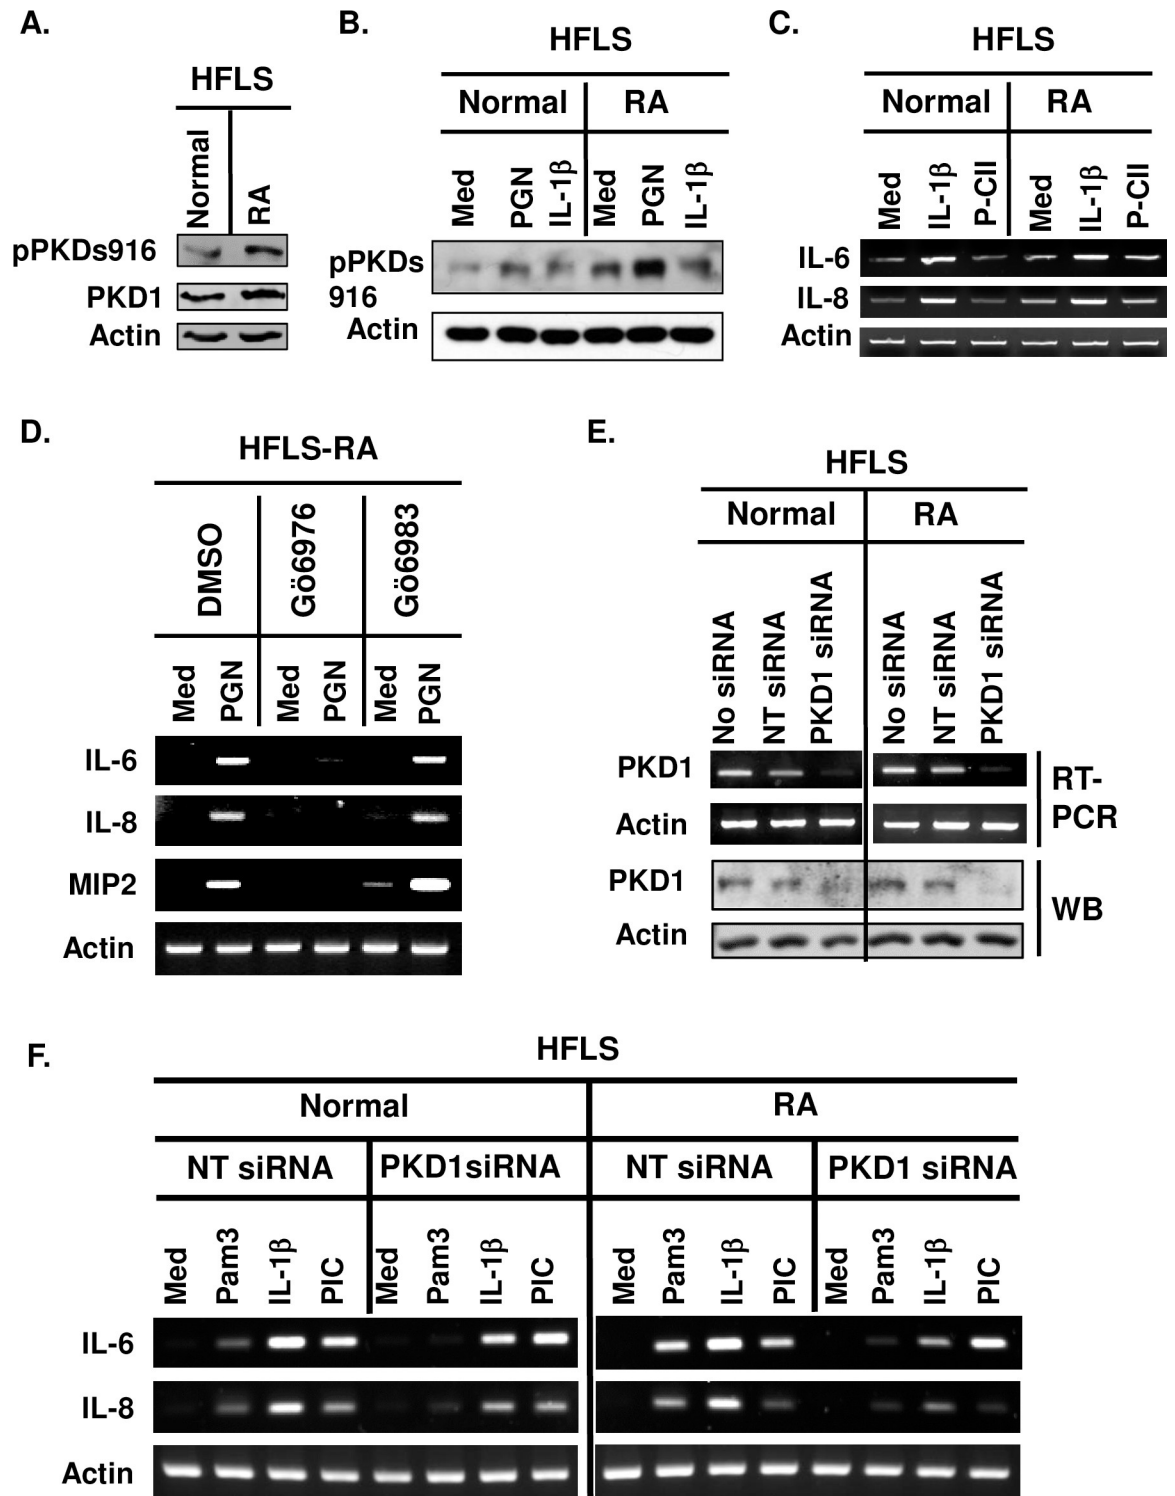 A.
HFLS
Normal
RA
pPKDs916
PKD1
Actin
B.
HFLS
Normal RA
Med PGN IL-1β Med PGN IL-1β
pPKDs
916
Actin
C.
HFLS
Normal RA
Med IL-1β P-CII Med IL-1β P-CII
IL-6
IL-8
Actin
D.
HFLS-RA
DMSO Gö6976 Gö6983
Med PGN Med PGN Med PGN
IL-6
IL-8
MIP2
Actin
E.
HFLS
Normal RA
No siRNA NT siRNA PKD1 siRNA No siRNA NT siRNA PKD1 siRNA
PKD1
Actin
RT-
PCR
PKD1
Actin
WB
F.
HFLS
Normal RA
NT siRNA PKD1siRNA NT siRNA PKD1 siRNA
Med Pam3 IL-1β PIC Med Pam3 IL-1β PIC Med Pam3 IL-1β PIC Med Pam3 IL-1β PIC
IL-6
IL-8
Actin